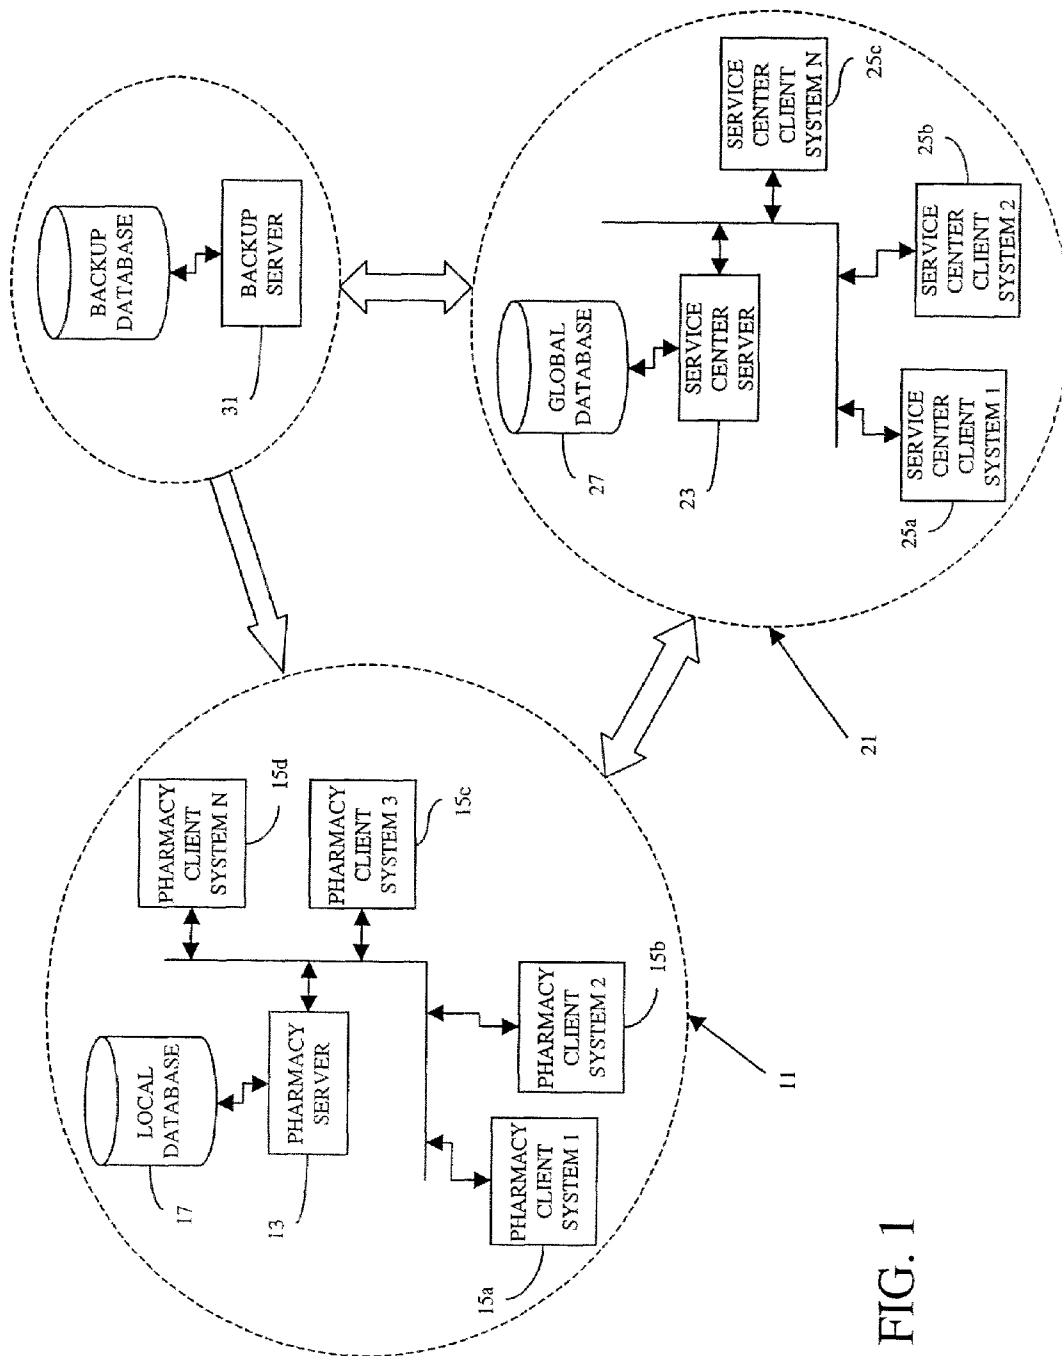 BACKUP
DATABASE
BACKUP
SERVER
31
LOCAL
DATABASE
17
PHARMACY
SERVER
13
PHARMACY
CLIENT
SYSTEM N
15d
PHARMACY
CLIENT
SYSTEM 3
15c
PHARMACY
CLIENT
SYSTEM 1
15a
PHARMACY
CLIENT
SYSTEM 2
15b
11
GLOBAL
DATABASE
27
SERVICE
CENTER
SERVER
23
SERVICE
CENTER
CLIENT
SYSTEM N
25c
SERVICE
CENTER
CLIENT
SYSTEM 1
25a
SERVICE
CENTER
CLIENT
SYSTEM 2
25b
21
FIG. 1